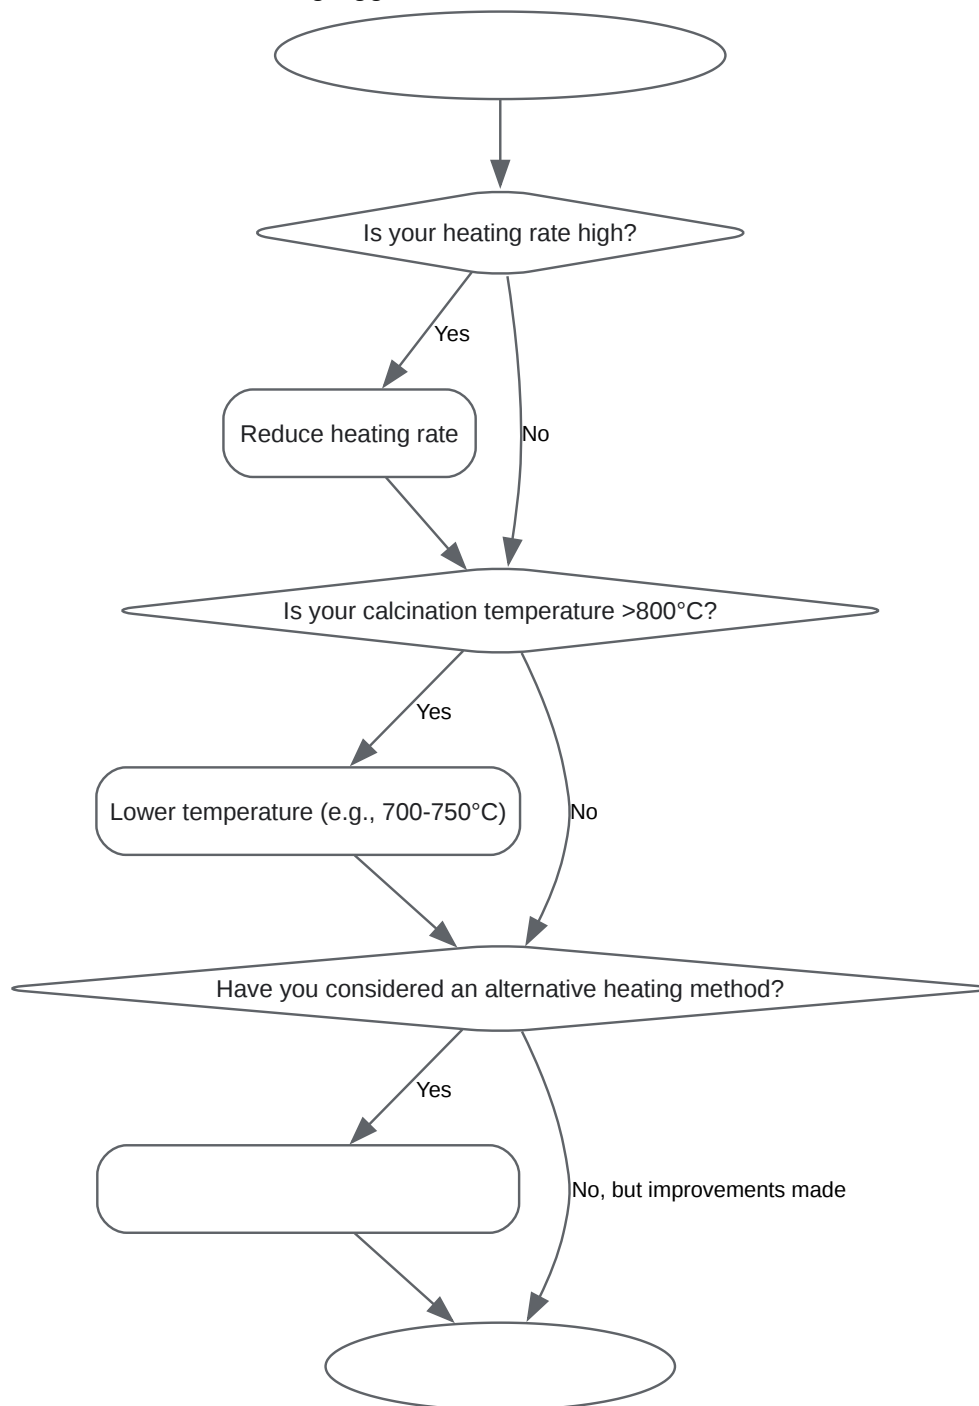 Is your heating rate high?
Yes
Reduce heating rate
No
Is your calcination temperature >800°C?
Yes
Lower temperature (e.g., 700-750°C)
No
Have you considered an alternative heating method?
Yes
No, but improvements made